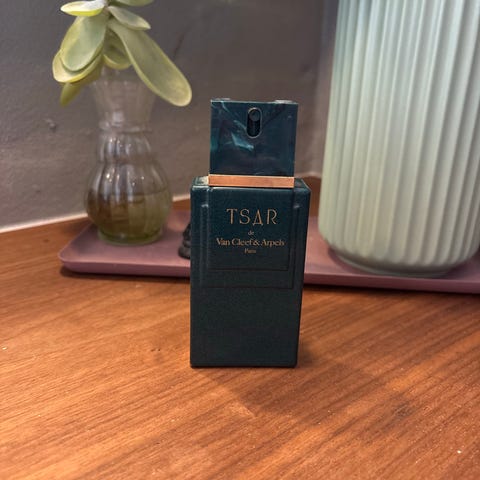 TSAR
de
Van Cleef & Arpels
Paris